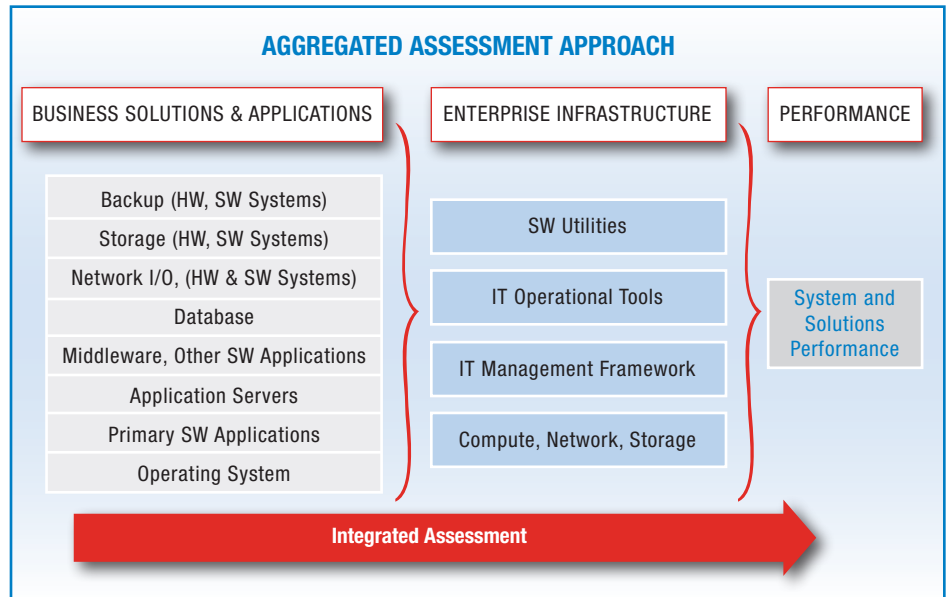 AGGREGATED ASSESSMENT APPROACH
BUSINESS SOLUTIONS & APPLICATIONS
Backup (HW, SW Systems)
Storage (HW, SW Systems)
Network I/O, (HW & SW Systems)
Database
Middleware, Other SW Applications
Application Servers
Primary SW Applications
Operating System
ENTERPRISE INFRASTRUCTURE
SW Utilities
IT Operational Tools
IT Management Framework
Compute, Network, Storage
PERFORMANCE
System and
Solutions
Performance
Integrated Assessment